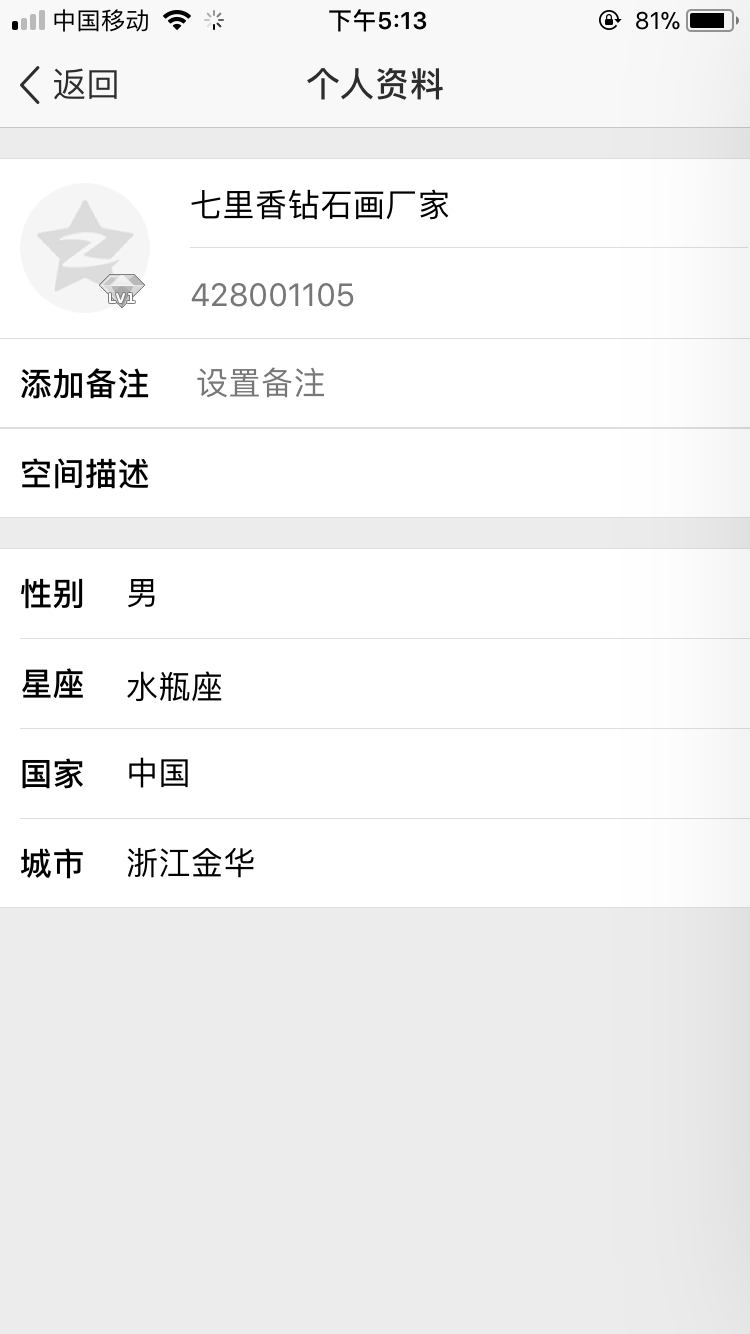 中国移动 下午5:13 81%
返回 个人资料
七里香钻石画厂家
LV1
428001105
添加备注 设置备注
空间描述
性别 男
星座 水瓶座
国家 中国
城市 浙江金华